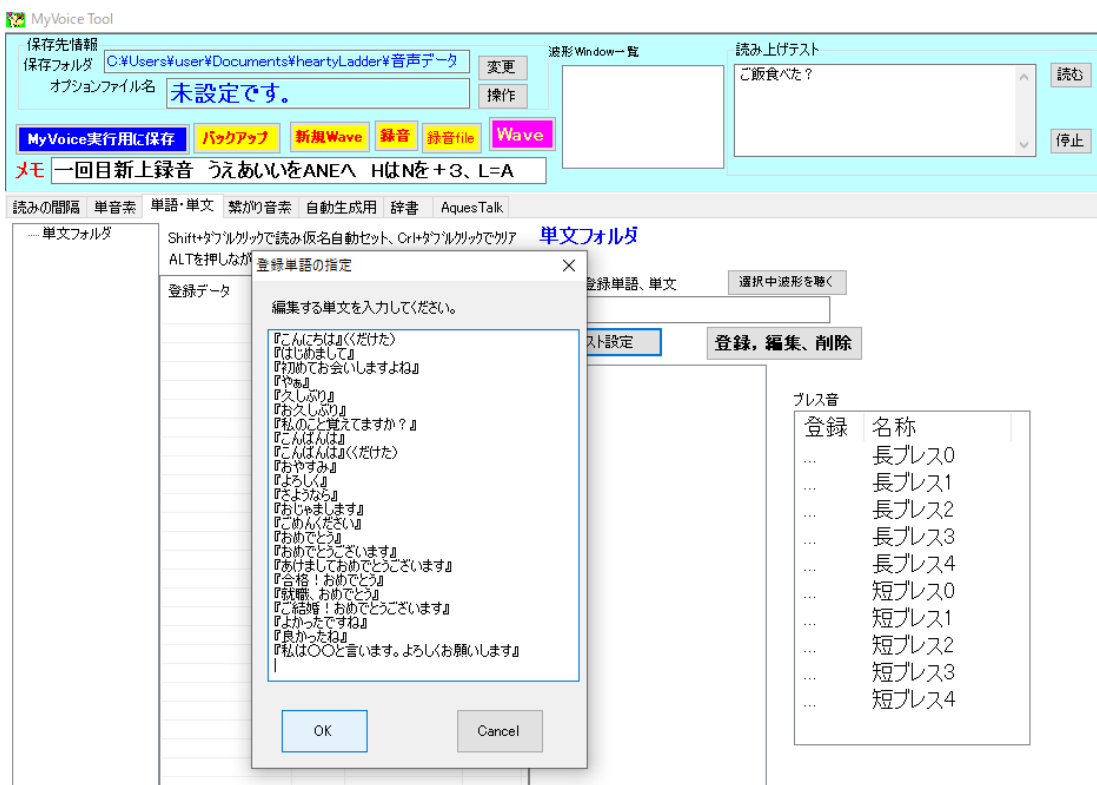 MyVoice Tool
保存先情報
保存フォルダ C:¥Users¥user¥Documents¥heartyLadder¥音声データ 変更
オプションファイル名 未設定です。 操作
MyVoice実行用に保存 バックアップ 新規Wave 録音 録音file Wave
メモ 一回目新上録音 うえあいいをANEへ HはNを+3、L=A
波形Window一覧
読み上げテスト
ご飯食べた？
読む
停止
読みの間隔 単音素 単語・単文 繋がり音素 自動生成用 辞書 AquesTalk
単文フォルダ
Shift+ダブルクリックで読み仮名自動セット、Crl+ダブルクリックでクリア
ALTを押しなが
単文フォルダ
登録データ
登録単語、単文
選択中波形を聴く
スト設定
登録，編集、削除
登録単語の指定
編集する単文を入力してください。
『こんにちは』(くだけた)
『はじめまして』
『初めてお会いしますよね』
『やぁ』
『久しぶり』
『お久しぶり』
『私のこと覚えてますか？』
『こんばんは』
『こんばんは』(くだけた)
『おやすみ』
『よろしく』
『さようなら』
『おじゃまします』
『ごめんください』
『おめでとう』
『おめでとうございます』
『あけましておめでとうございます』
『合格！おめでとう』
『就職、おめでとう』
『ご結婚！おめでとうございます』
『よかったですね』
『良かったね』
『私は〇〇と言います。よろしくお願いします』
OK
Cancel
ブレス音
登録 名称
... 長ブレス0
... 長ブレス1
... 長ブレス2
... 長ブレス3
... 長ブレス4
... 短ブレス0
... 短ブレス1
... 短ブレス2
... 短ブレス3
... 短ブレス4